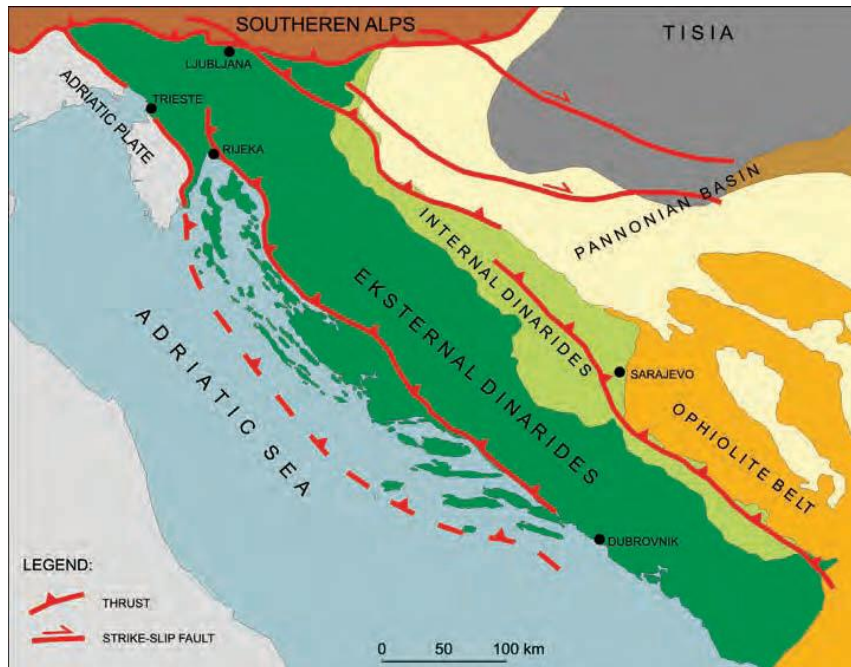 SOUTHEREN ALPS
TISIA
LJUBLJANA
ADRIATIC PLATE
TRIESTE
RIJEKA
PANNONIAN BASIN
INTERNAL DINARIDES
EKSTERNAL DINARIDES
ADRIATIC SEA
SARAJEVO
OPHIOLITE BELT
DUBROVNIK
LEGEND:
THRUST
STRIKE-SLIP FAULT
0 50 100 km